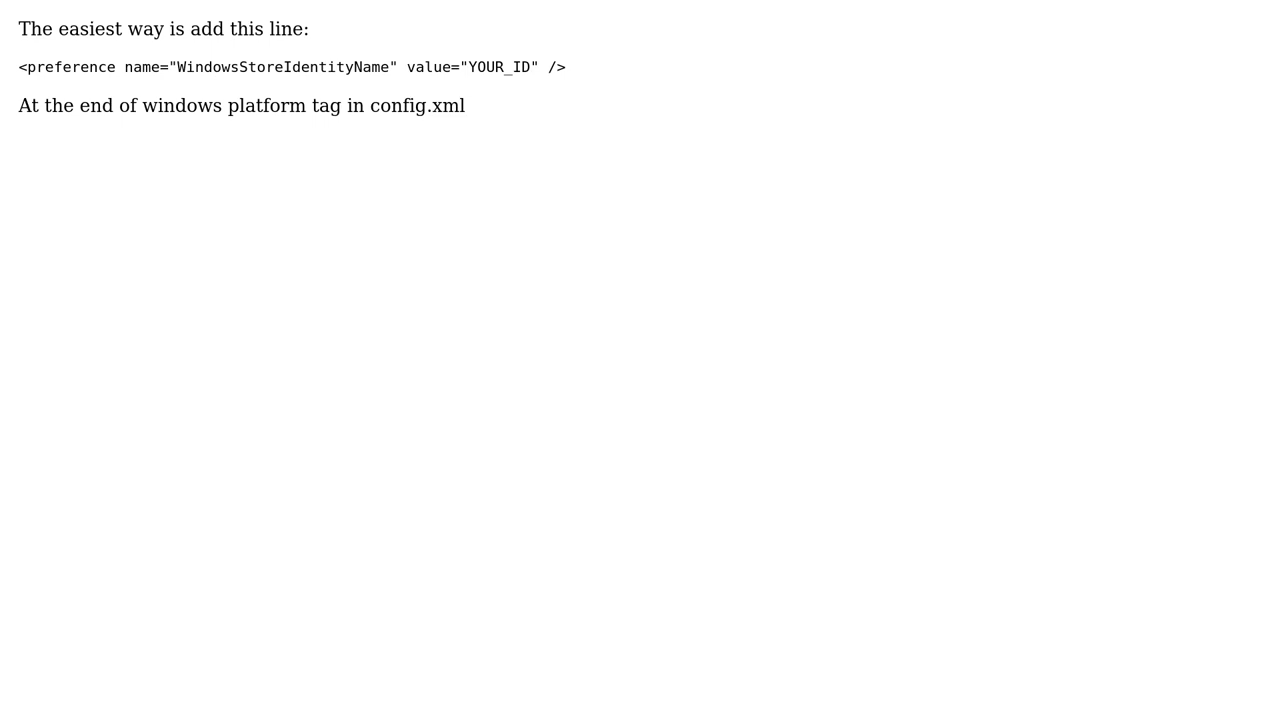 The easiest way is add this line:
<preference name="WindowsStoreIdentityName" value="YOUR_ID" />
At the end of windows platform tag in config.xml